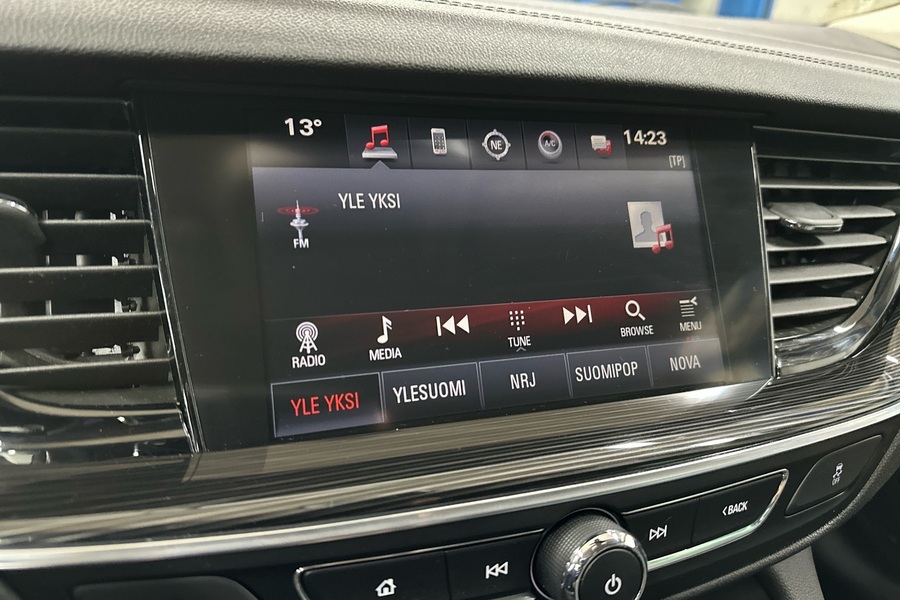 13° 14:23
NE A/C
[TP]
YLE YKSI
FM
RADIO MEDIA TUNE BROWSE MENU
YLE YKSI YLESUOMI NRJ SUOMIPOP NOVA
OFF
<BACK